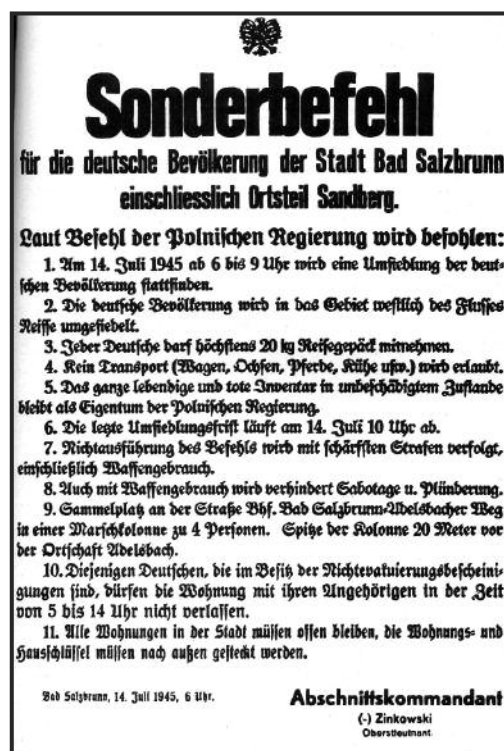 Sonderbefehl
für die deutsche Bevölkerung der Stadt Bad Salzbrunn
einschliesslich Ortsteil Sandberg.
Laut Befehl der Polnischen Regierung wird befohlen:
1. Am 14. Juli 1945 ab 6 bis 9 Uhr wird eine Umsiedlung der deut-
schen Bevölkerung stattfinden.
2. Die deutsche Bevölkerung wird in das Gebiet westlich des Flusses
Neisse umgesiedelt.
3. Jeder Deutsche darf höchstens 20 kg Reisegepäck mitnehmen.
4. Kein Transport (Wagen, Ochsen, Pferde, Kühe usw.) wird erlaubt.
5. Das ganze lebendige und tote Inventar in unbeschädigtem Zustande
bleibt als Eigentum der Polnischen Regierung.
6. Die letzte Umsiedlungsfrist läuft am 14. Juli 10 Uhr ab.
7. Nichtausführung des Befehls wird mit schärfsten Strafen verfolgt,
einschließlich Waffengebrauch.
8. Auch mit Waffengebrauch wird verhindert Sabotage u. Plünderung.
9. Sammelplatz an der Straße Bhf. Bad Salzbrunn-Adelsbacher Weg
in einer Marschkolonne zu 4 Personen. Spitze der Kolonne 20 Meter vor
der Ortschaft Adelsbach.
10. Diejenigen Deutschen, die im Besitz der Nichtevakuierungsbescheini-
gungen sind, dürfen die Wohnung mit ihren Angehörigen in der Zeit
von 5 bis 14 Uhr nicht verlassen.
11. Alle Wohnungen in der Stadt müssen offen bleiben, die Wohnungs- und
Hausschlüssel müssen nach außen gesteckt werden.
Bad Salzbrunn, 14. Juli 1945, 6 Uhr.
Abschnittskommandant
(-) Zinkowski
Oberstleutnant